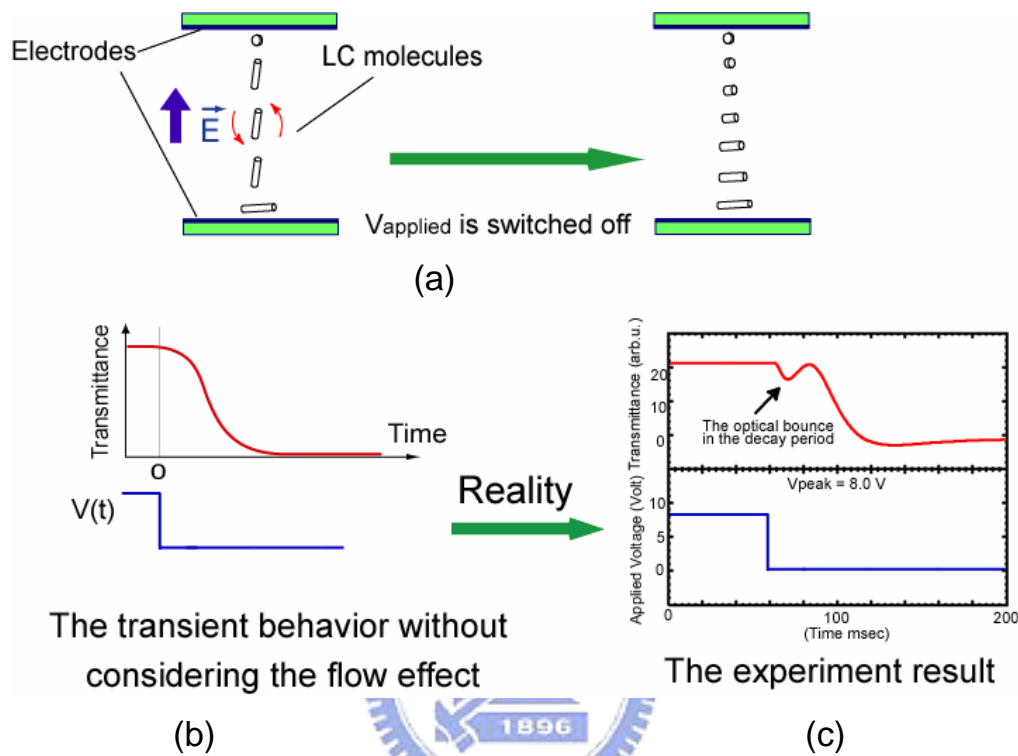 Electrodes
LC molecules
E
Vapplied is switched off
(a)
Transmittance
Time
0
V(t)
Reality
The transient behavior without
considering the flow effect
(b)
Applied Voltage (Volt) Transmittance (arb.u.)
20
10
0
The optical bounce
in the decay period
Vpeak = 8.0 V
10
5
0
0
100
200
(Time msec)
The experiment result
(c)
1896